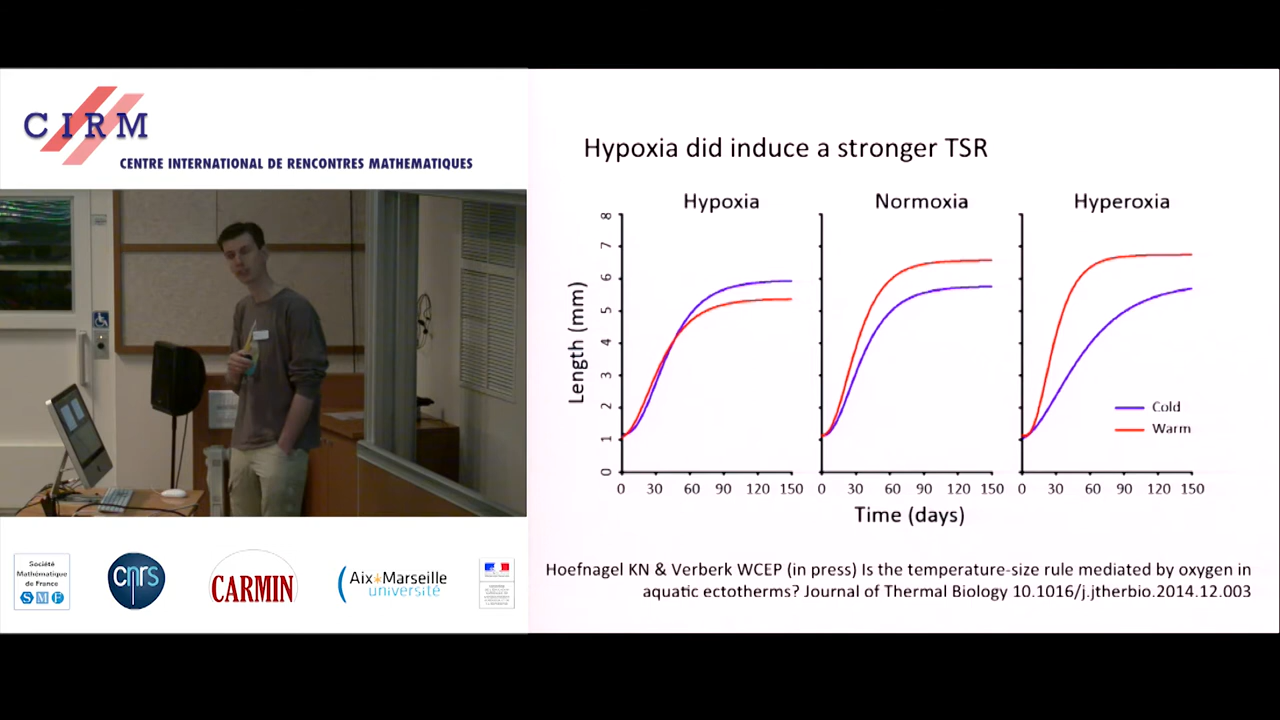 CIRM
CENTRE INTERNATIONAL DE RENCONTRES MATHEMATIQUES
Hypoxia did induce a stronger TSR
Hypoxia Normoxia Hyperoxia
Length (mm)
8
7
6
5
4
3
2
1
0
Cold
Warm
0 30 60 90 120 150 0 30 60 90 120 150 0 30 60 90 120 150
Time (days)
Hoefnagel KN & Verberk WCEP (in press) Is the temperature-size rule mediated by oxygen in
aquatic ectotherms? Journal of Thermal Biology 10.1016/j.jtherbio.2014.12.003
Société
Mathématique
de France
SMF
cnrs
CARMIN
Aix*Marseille
université